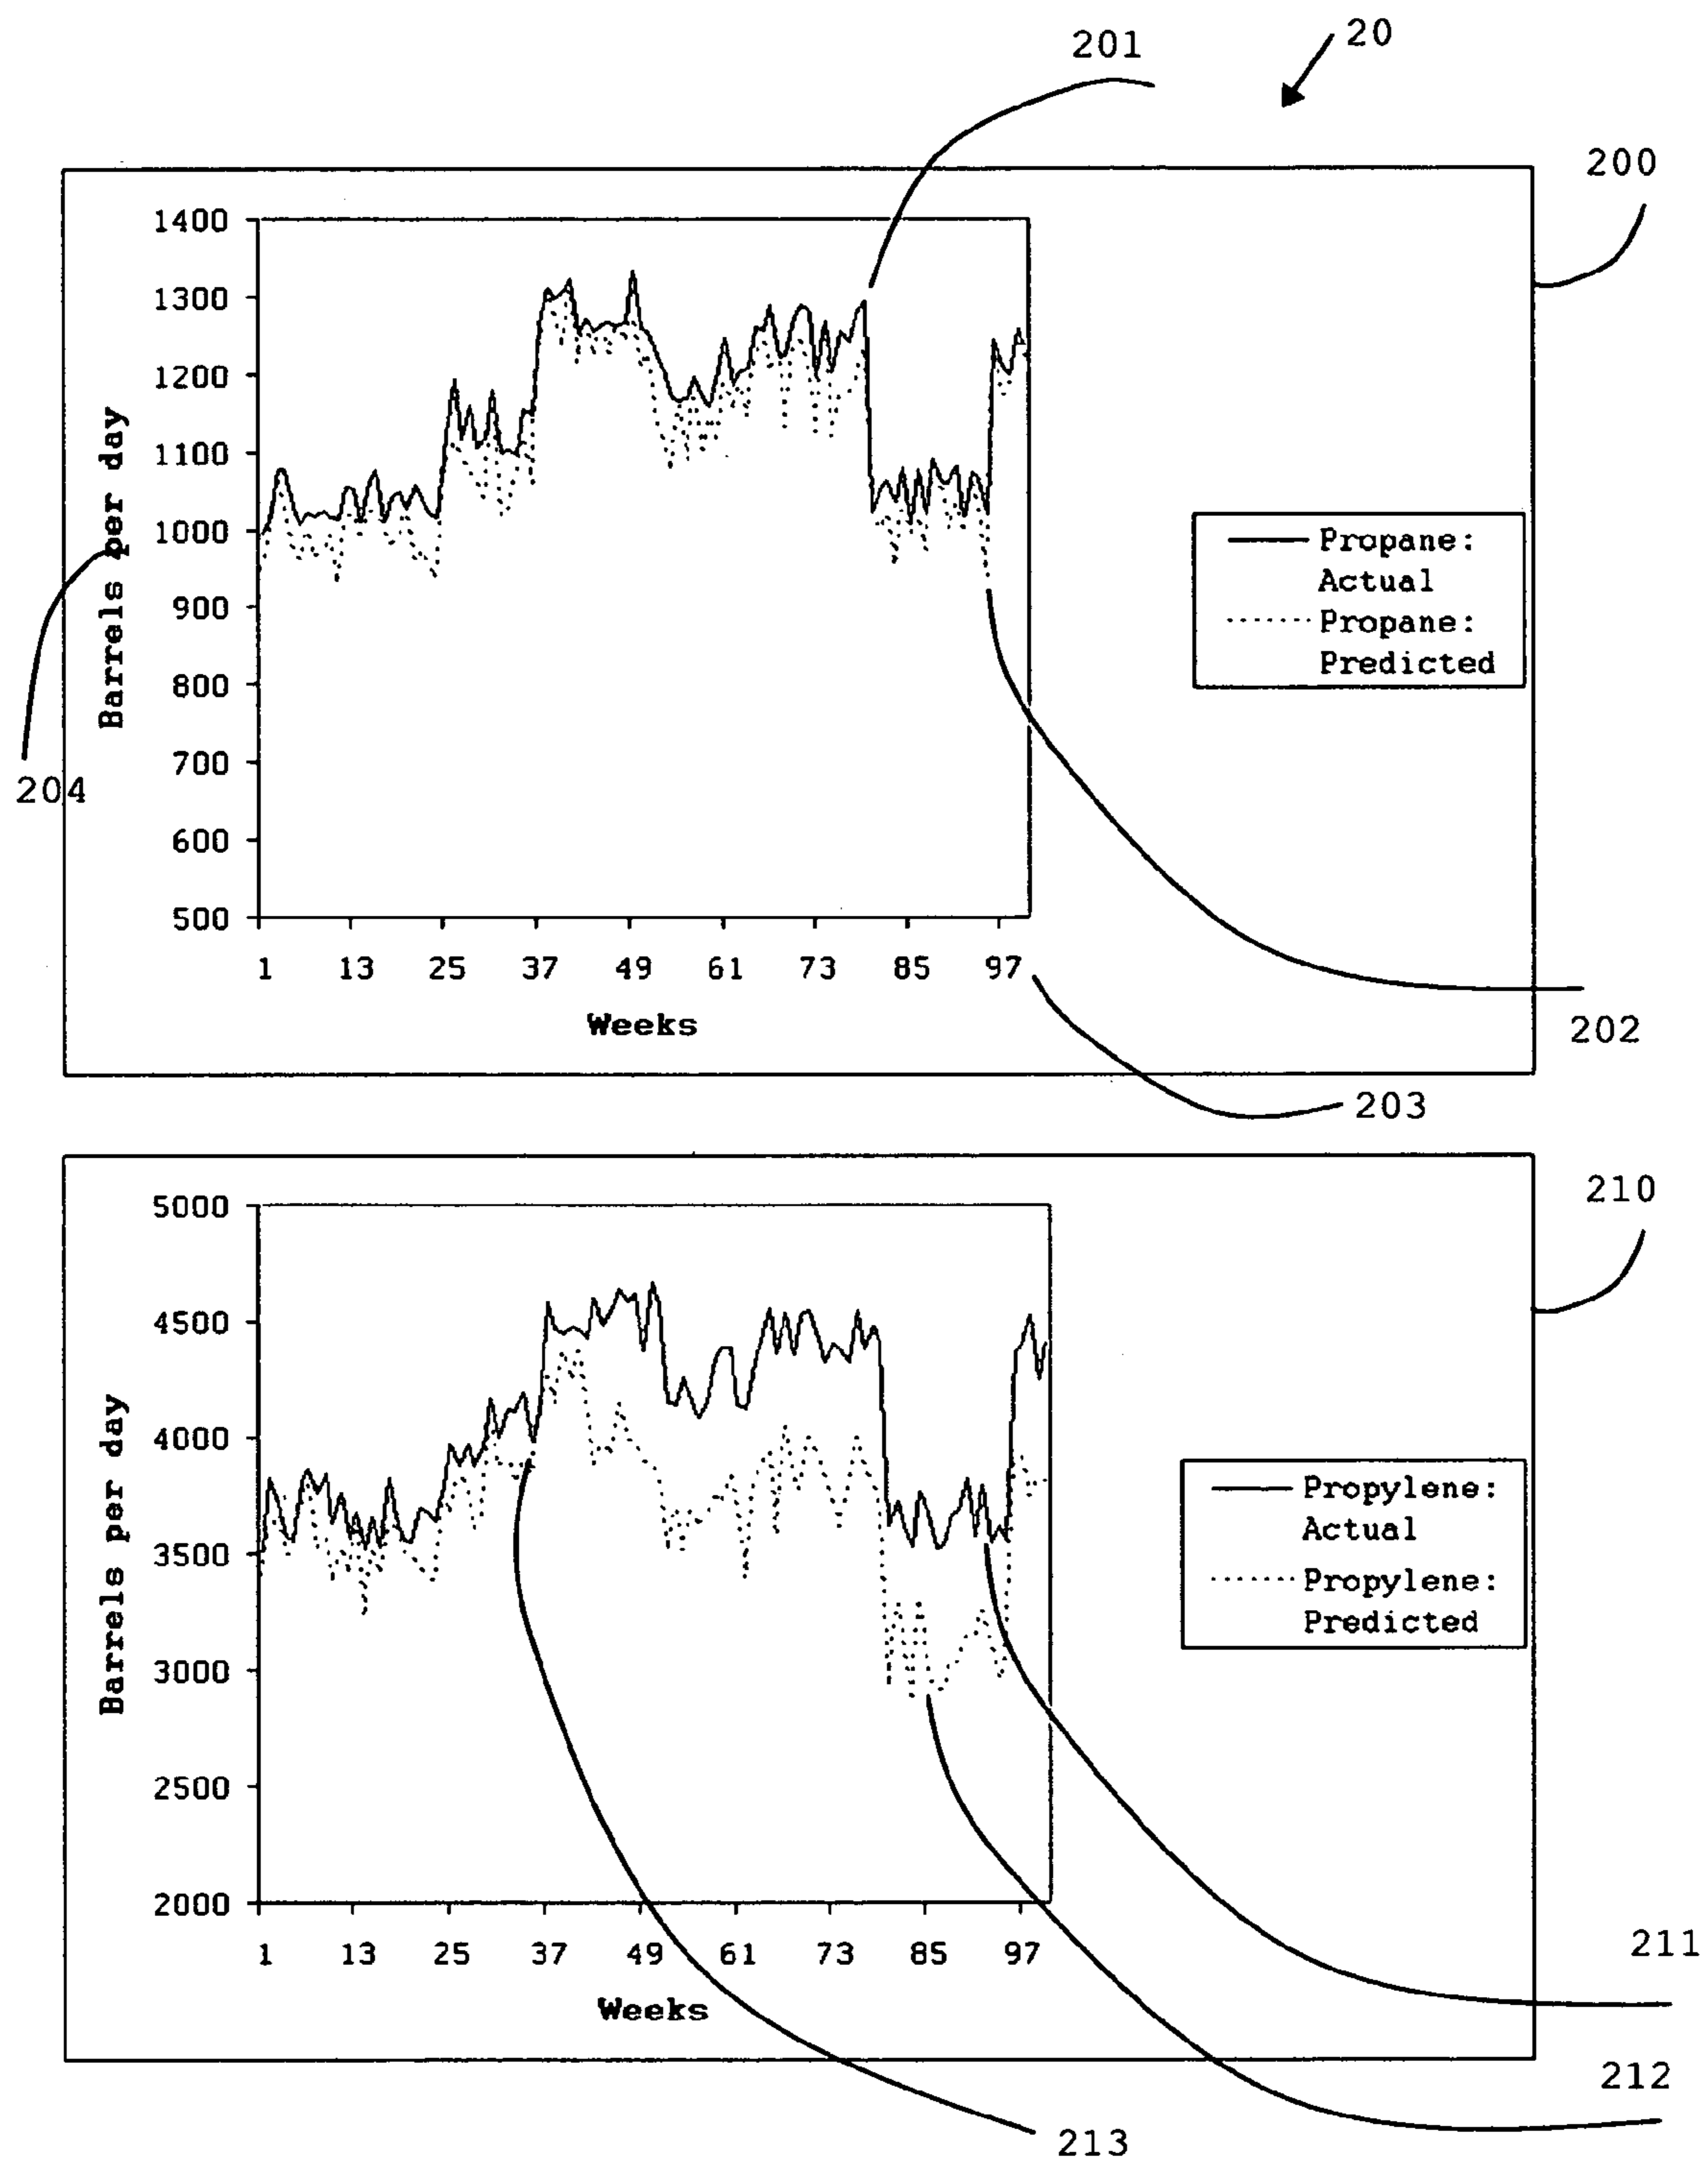 20
201
200
1400
1300
1200
1100
1000
900
800
700
600
500
Barrels per day
204
Propane:
Actual
Propane:
Predicted
1 13 25 37 49 61 73 85 97
Weeks
202
203
210
5000
4500
4000
3500
3000
2500
2000
Barrels per day
Propylene:
Actual
Propylene:
Predicted
1 13 25 37 49 61 73 85 97
Weeks
211
212
213